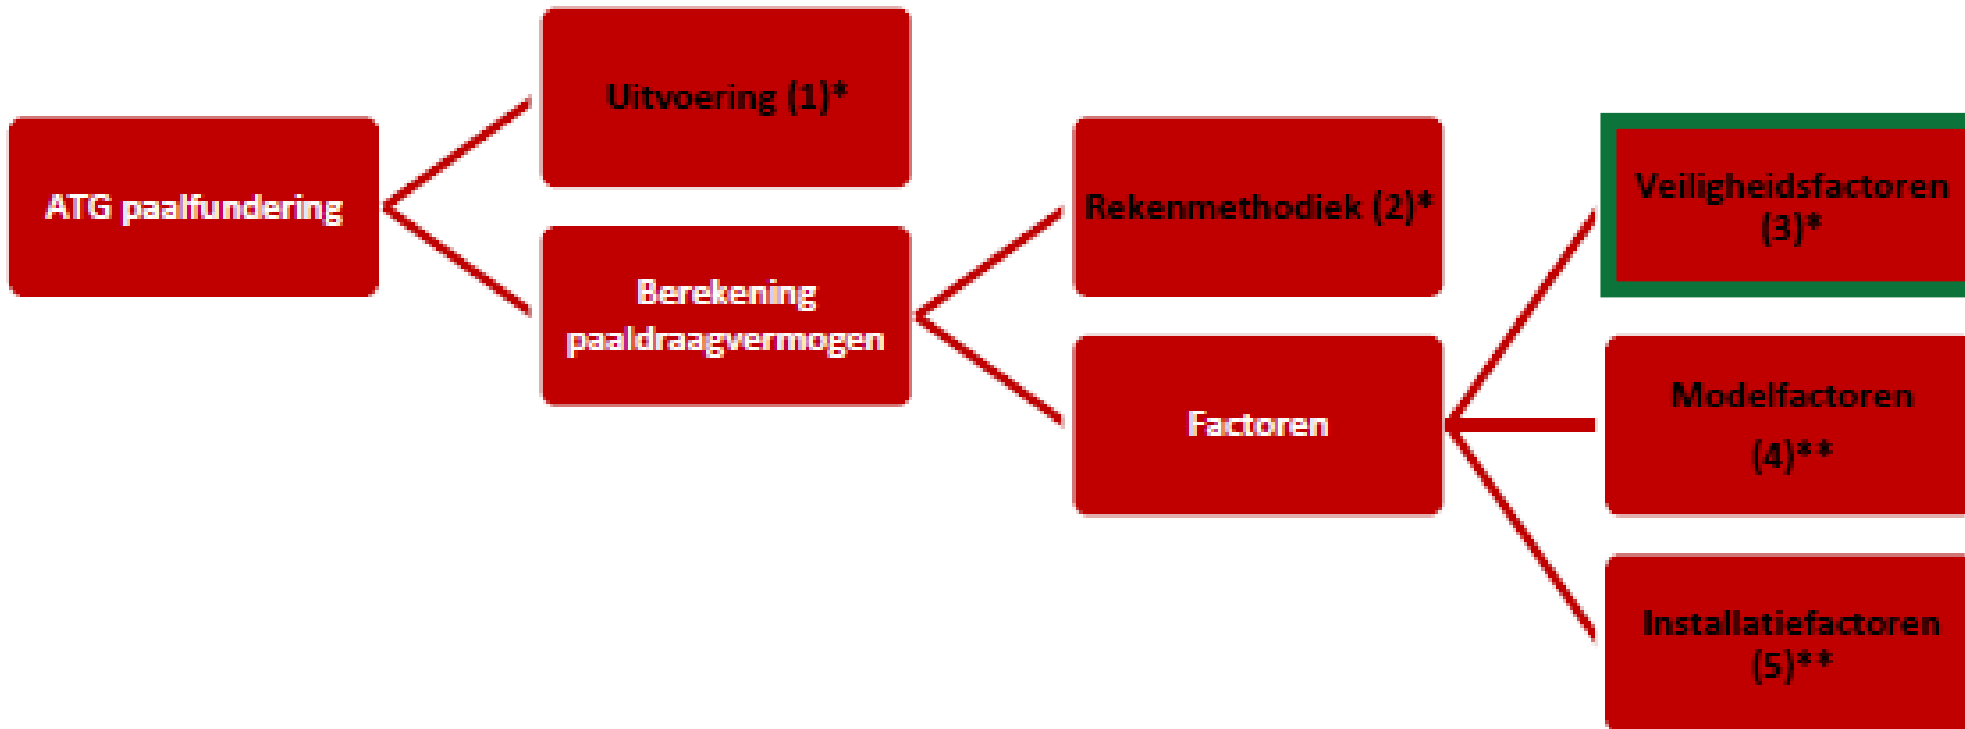 ATG paalfundering
Uitvoering (1)*
Berekening
paaldraagvermogen
Rekenmethodiek (2)*
Factoren
Veiligheidsfactoren
(3)*
Modelfactoren
(4)**
Installatiefactoren
(5)**